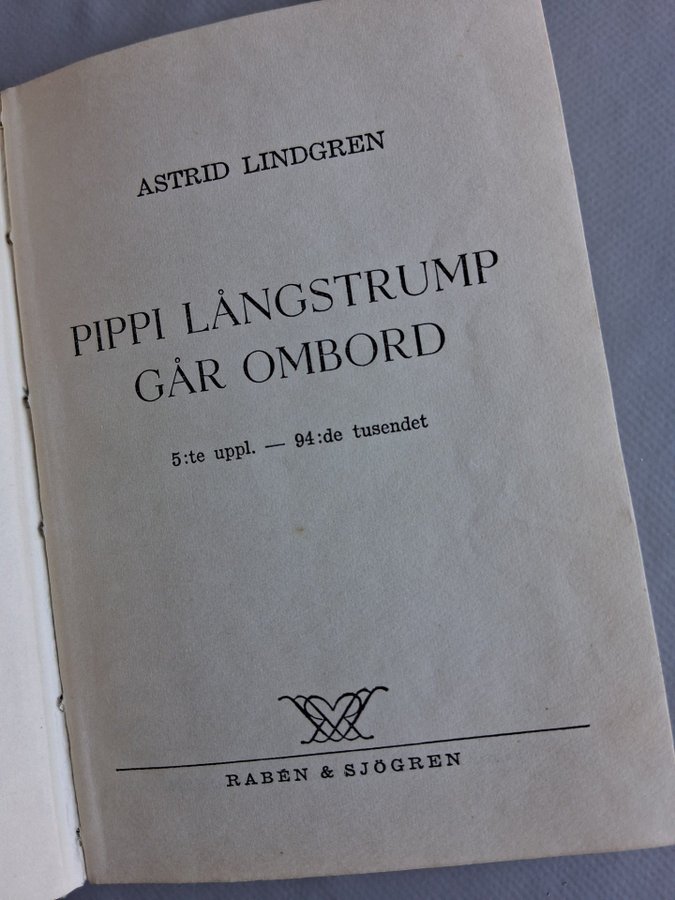 ASTRID LINDGREN
PIPPI LÅNGSTRUMP
GÅR OMBORD
5:te uppl. — 94:de tusendet
RABÉN & SJÖGREN